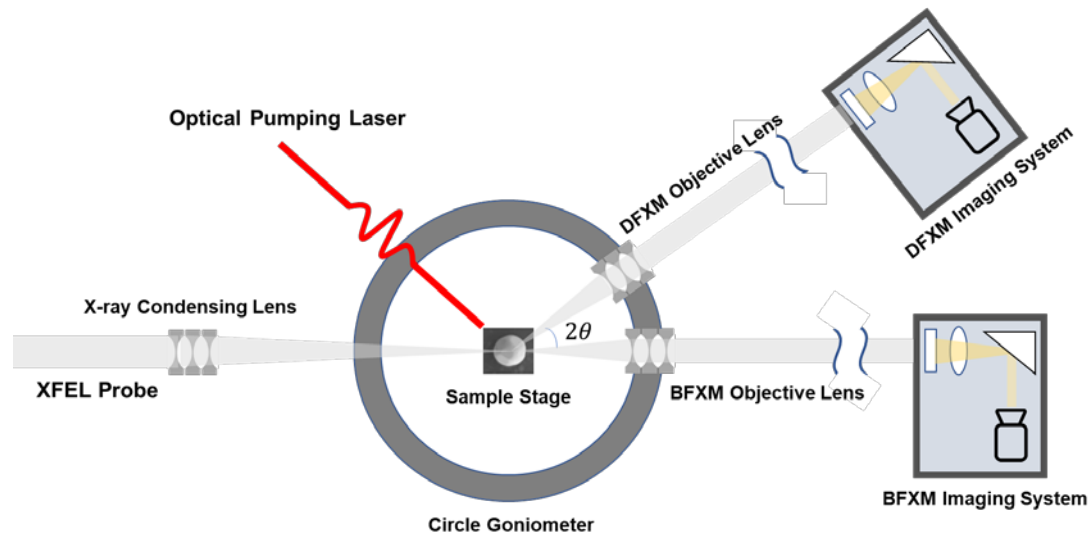 Optical Pumping Laser
DFXM Objective Lens
DFXM Imaging System
X-ray Condensing Lens
2θ
XFEL Probe
Sample Stage
BFXM Objective Lens
BFXM Imaging System
Circle Goniometer